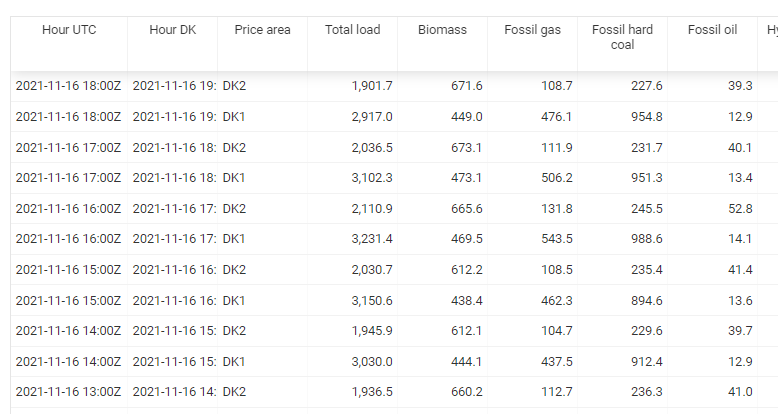 Hour UTC Hour DK Price area Total load Biomass Fossil gas Fossil hard coal Fossil oil Hy
2021-11-16 18:00Z 2021-11-16 19: DK2 1,901.7 671.6 108.7 227.6 39.3
2021-11-16 18:00Z 2021-11-16 19: DK1 2,917.0 449.0 476.1 954.8 12.9
2021-11-16 17:00Z 2021-11-16 18: DK2 2,036.5 673.1 111.9 231.7 40.1
2021-11-16 17:00Z 2021-11-16 18: DK1 3,102.3 473.1 506.2 951.3 13.4
2021-11-16 16:00Z 2021-11-16 17: DK2 2,110.9 665.6 131.8 245.5 52.8
2021-11-16 16:00Z 2021-11-16 17: DK1 3,231.4 469.5 543.5 988.6 14.1
2021-11-16 15:00Z 2021-11-16 16: DK2 2,030.7 612.2 108.5 235.4 41.4
2021-11-16 15:00Z 2021-11-16 16: DK1 3,150.6 438.4 462.3 894.6 13.6
2021-11-16 14:00Z 2021-11-16 15: DK2 1,945.9 612.1 104.7 229.6 39.7
2021-11-16 14:00Z 2021-11-16 15: DK1 3,030.0 444.1 437.5 912.4 12.9
2021-11-16 13:00Z 2021-11-16 14: DK2 1,936.5 660.2 112.7 236.3 41.0